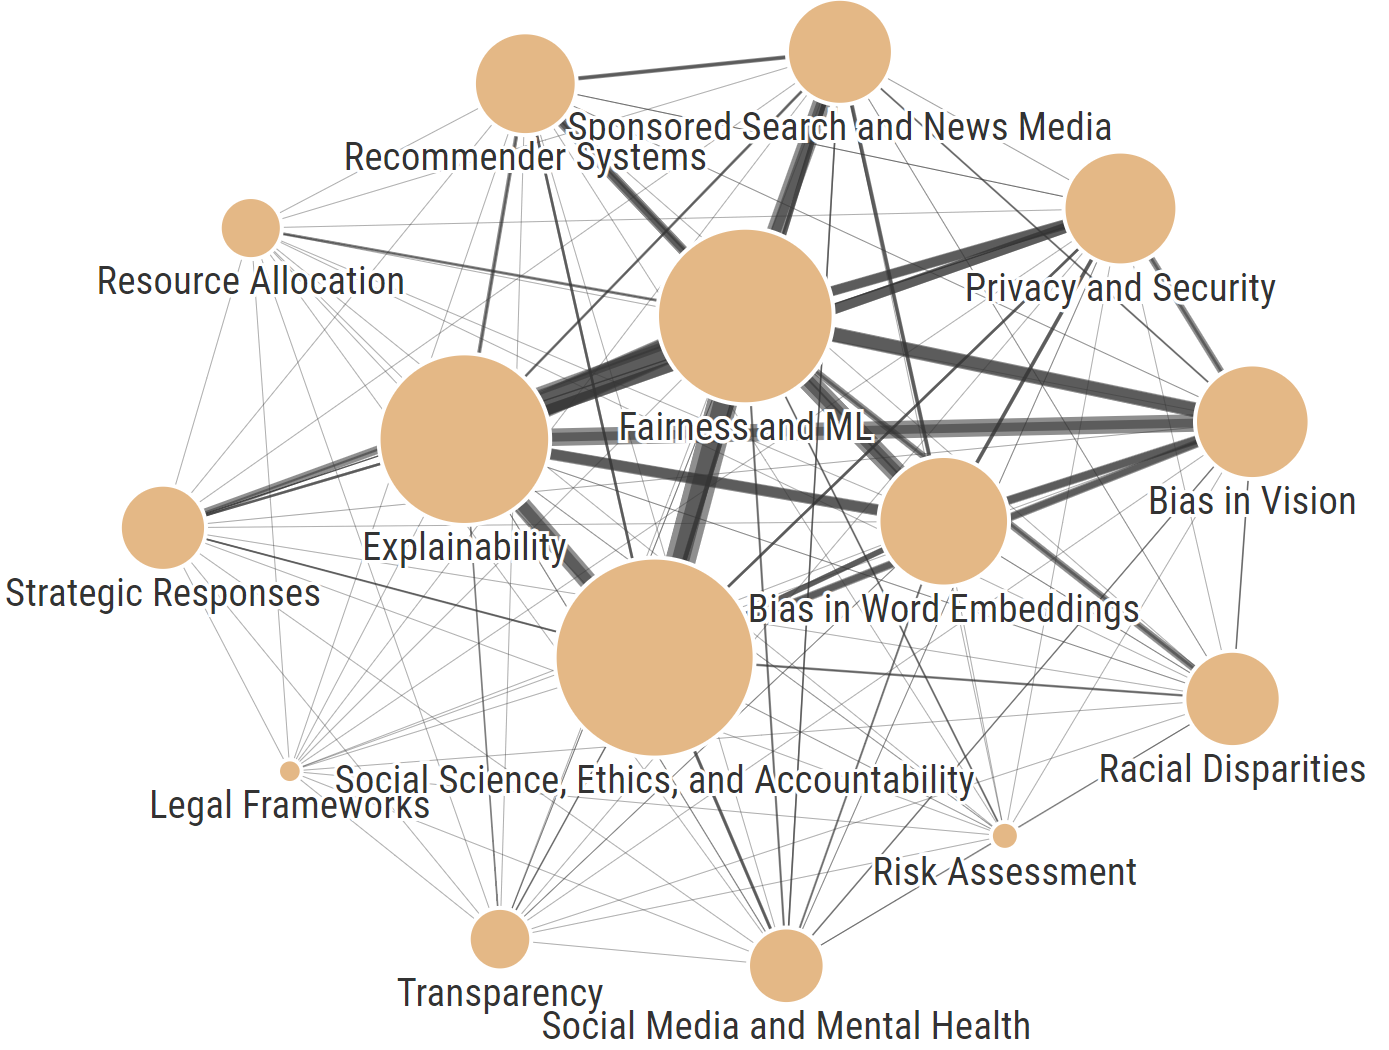 Sponsored Search and News Media
Recommender Systems
Resource Allocation
Privacy and Security
Fairness and ML
Bias in Vision
Explainability
Strategic Responses
Bias in Word Embeddings
Racial Disparities
Social Science, Ethics, and Accountability
Legal Frameworks
Risk Assessment
Transparency
Social Media and Mental Health